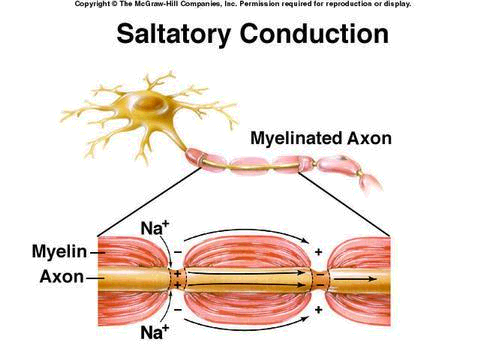 Copyright © The McGraw-Hill Companies, Inc. Permission required for reproduction or display.
Saltatory Conduction
Myelinated Axon
Na+
Myelin
− +
Axon
+ −
+ −
− +
Na+